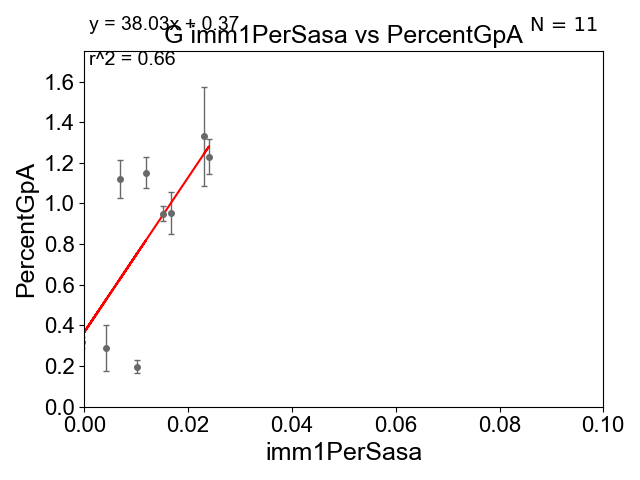 y = 38.03x + 0.37
N = 11
G imm1PerSasa vs PercentGpA
r^2 = 0.66
PercentGpA
1.6
1.4
1.2
1.0
0.8
0.6
0.4
0.2
0.0
0.00 0.02 0.04 0.06 0.08 0.10
imm1PerSasa